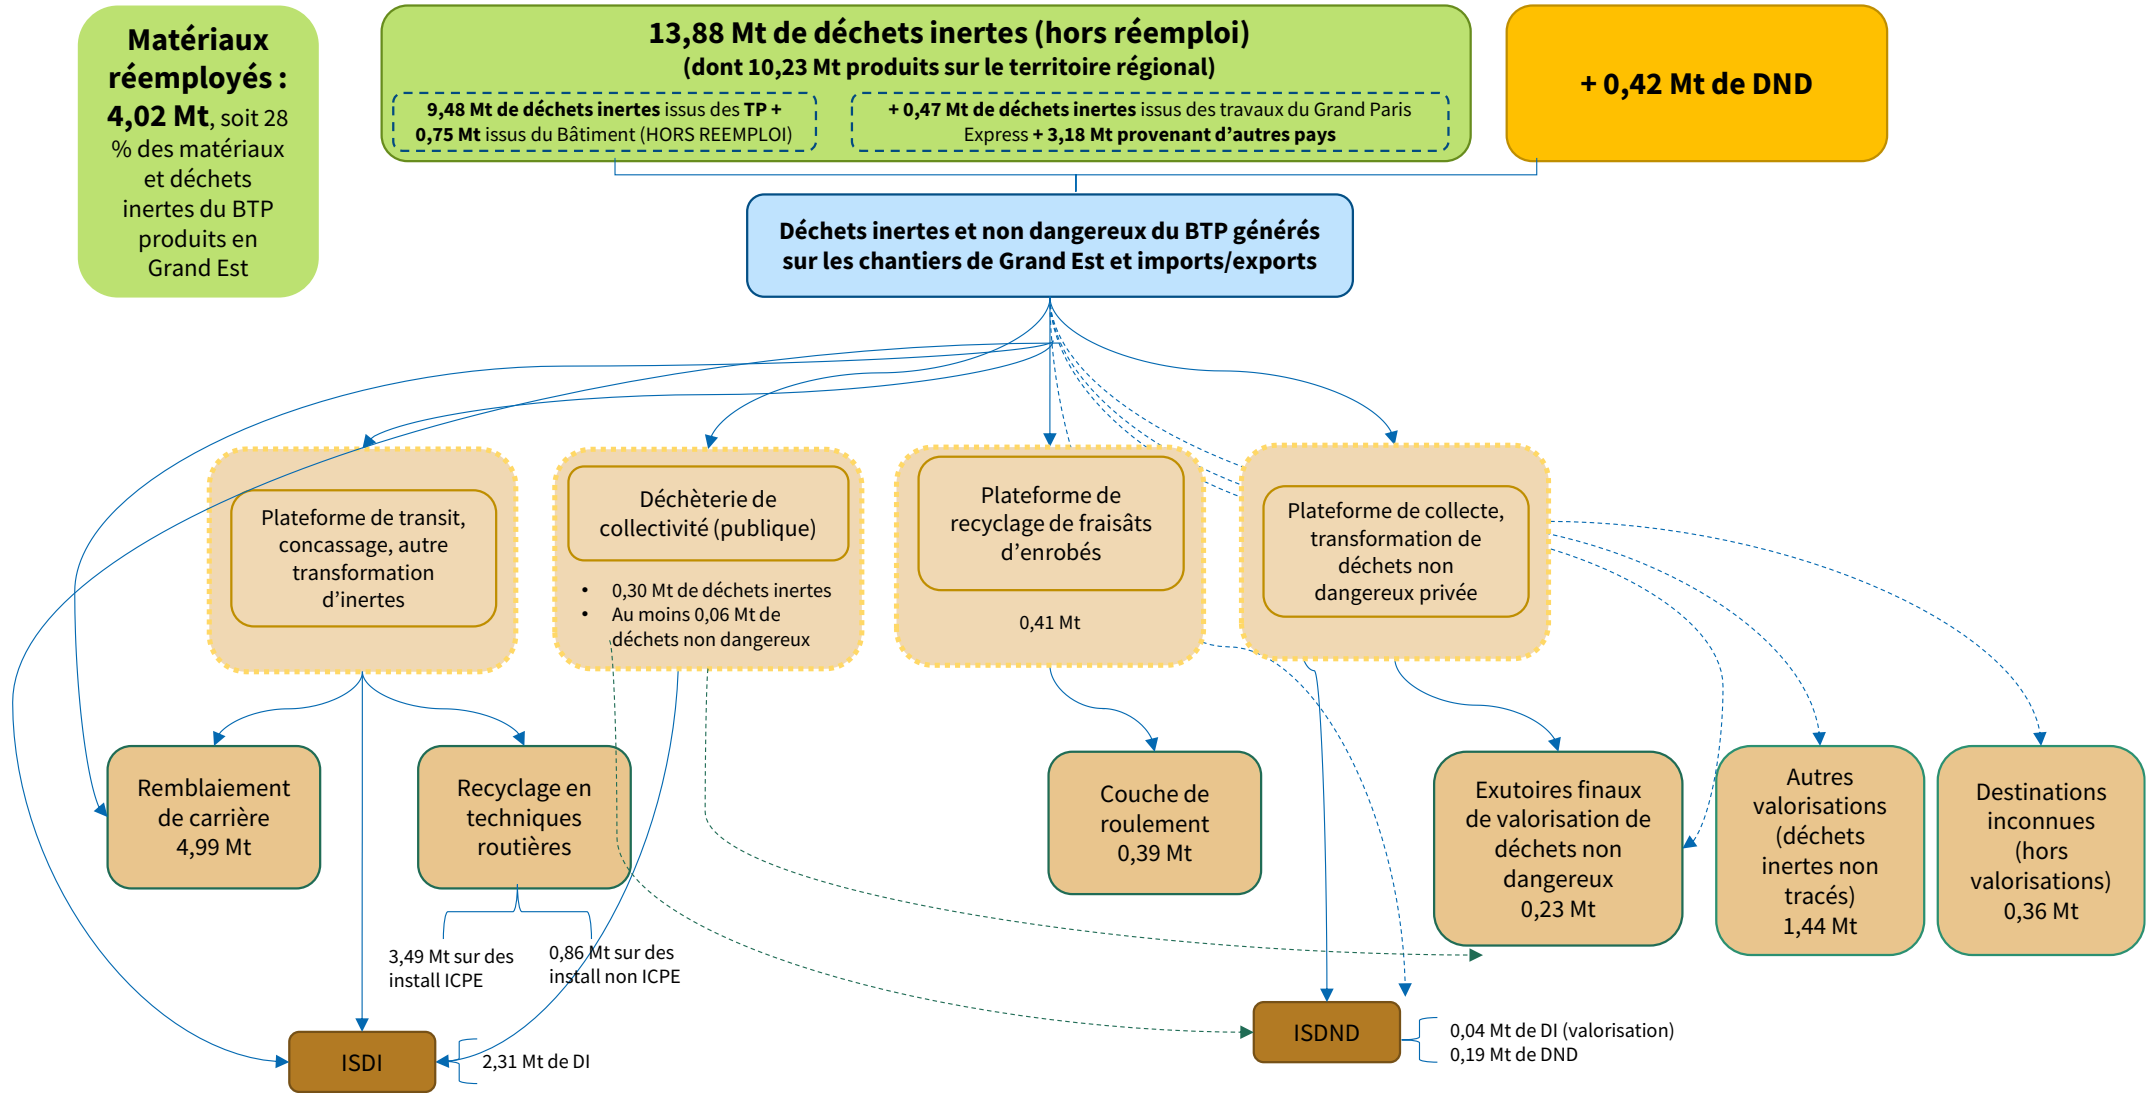 Matériaux
réemployés :
4,02 Mt, soit 28
% des matériaux
et déchets
inertes du BTP
produits en
Grand Est
13,88 Mt de déchets inertes (hors réemploi)
(dont 10,23 Mt produits sur le territoire régional)
9,48 Mt de déchets inertes issus des TP +
0,75 Mt issus du Bâtiment (HORS REEMPLOI)
+ 0,47 Mt de déchets inertes issus des travaux du Grand Paris
Express + 3,18 Mt provenant d’autres pays
+ 0,42 Mt de DND
Déchets inertes et non dangereux du BTP générés
sur les chantiers de Grand Est et imports/exports
Plateforme de transit,
concassage, autre
transformation
d’inertes
Déchèterie de
collectivité (publique)
• 0,30 Mt de déchets inertes
• Au moins 0,06 Mt de
déchets non dangereux
Plateforme de
recyclage de fraisâts
d’enrobés
0,41 Mt
Plateforme de collecte,
transformation de
déchets non
dangereux privée
Remblaiement
de carrière
4,99 Mt
Recyclage en
techniques
routières
3,49 Mt sur des
install ICPE
0,86 Mt sur des
install non ICPE
Couche de
roulement
0,39 Mt
Exutoires finaux
de valorisation de
déchets non
dangereux
0,23 Mt
Autres
valorisations
(déchets
inertes non
tracés)
1,44 Mt
Destinations
inconnues
(hors
valorisations)
0,36 Mt
ISDI
2,31 Mt de DI
ISDND
0,04 Mt de DI (valorisation)
0,19 Mt de DND